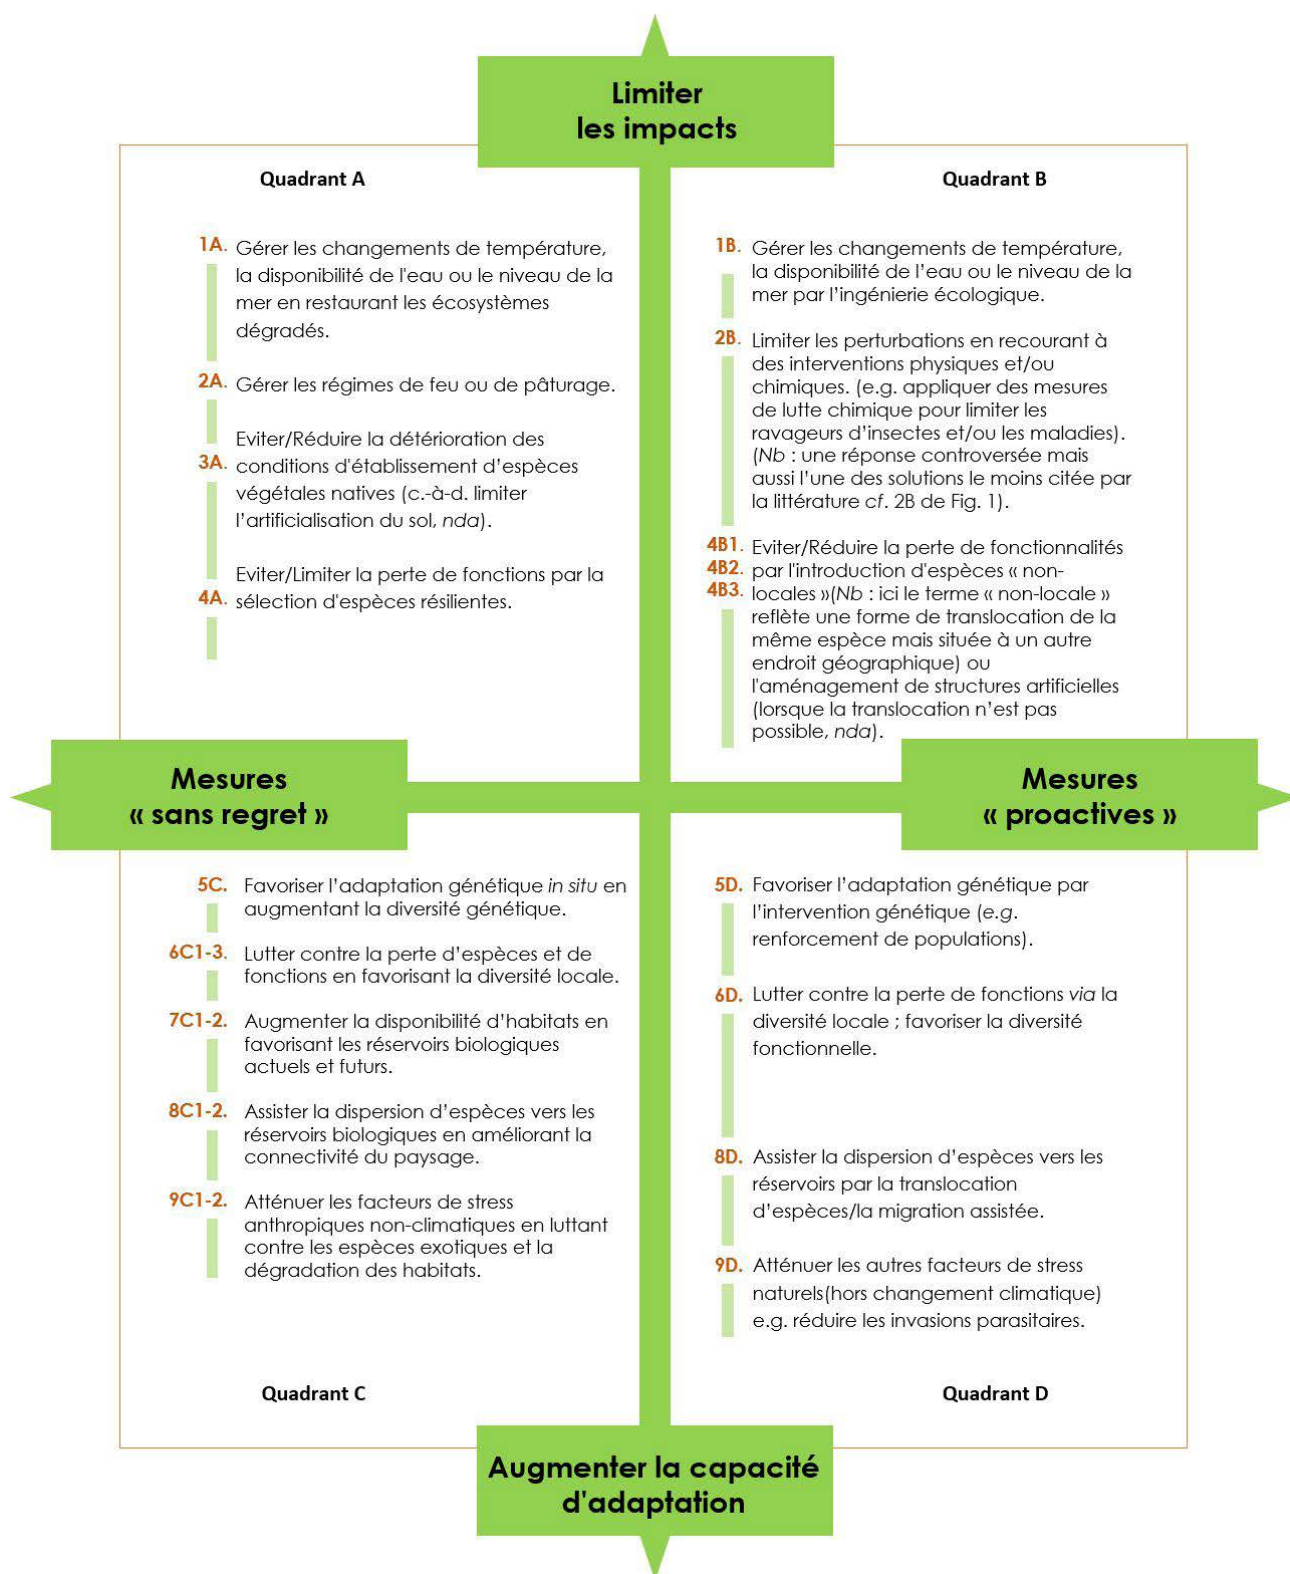 Limiter
les impacts
Quadrant A
1A. Gérer les changements de température,
la disponibilité de l'eau ou le niveau de la
mer en restaurant les écosystèmes
dégradés.
2A. Gérer les régimes de feu ou de pâturage.
Eviter/Réduire la détérioration des
3A. conditions d'établissement d'espèces
végétales natives (c.-à-d. limiter
l'artificialisation du sol, nda).
Eviter/Limiter la perte de fonctions par la
4A. sélection d'espèces résilientes.
Quadrant B
1B. Gérer les changements de température,
la disponibilité de l'eau ou le niveau de la
mer par l'ingénierie écologique.
2B. Limiter les perturbations en recourant à
des interventions physiques et/ou
chimiques. (e.g. appliquer des mesures
de lutte chimique pour limiter les
ravageurs d'insectes et/ou les maladies).
(Nb : une réponse controversée mais
aussi l'une des solutions le moins citée par
la littérature cf. 2B de Fig. 1).
4B1. Eviter/Réduire la perte de fonctionnalités
4B2. par l'introduction d'espèces « non-
4B3. locales »(Nb : ici le terme « non-locale »
reflète une forme de translocation de la
même espèce mais située à un autre
endroit géographique) ou
l'aménagement de structures artificielles
(lorsque la translocation n'est pas
possible, nda).
Mesures
« sans regret »
Mesures
« proactives »
5C. Favoriser l'adaptation génétique in situ en
augmentant la diversité génétique.
6C1-3. Lutter contre la perte d'espèces et de
fonctions en favorisant la diversité locale.
7C1-2. Augmenter la disponibilité d'habitats en
favorisant les réservoirs biologiques
actuels et futurs.
8C1-2. Assister la dispersion d'espèces vers les
réservoirs biologiques en améliorant la
connectivité du paysage.
9C1-2. Atténuer les facteurs de stress
anthropiques non-climatiques en luttant
contre les espèces exotiques et la
dégradation des habitats.
Quadrant C
5D. Favoriser l'adaptation génétique par
l'intervention génétique (e.g.
renforcement de populations).
6D. Lutter contre la perte de fonctions via la
diversité locale ; favoriser la diversité
fonctionnelle.
8D. Assister la dispersion d'espèces vers les
réservoirs par la translocation
d'espèces/la migration assistée.
9D. Atténuer les autres facteurs de stress
naturels(hors changement climatique)
e.g. réduire les invasions parasitaires.
Quadrant D
Augmenter la capacité
d'adaptation